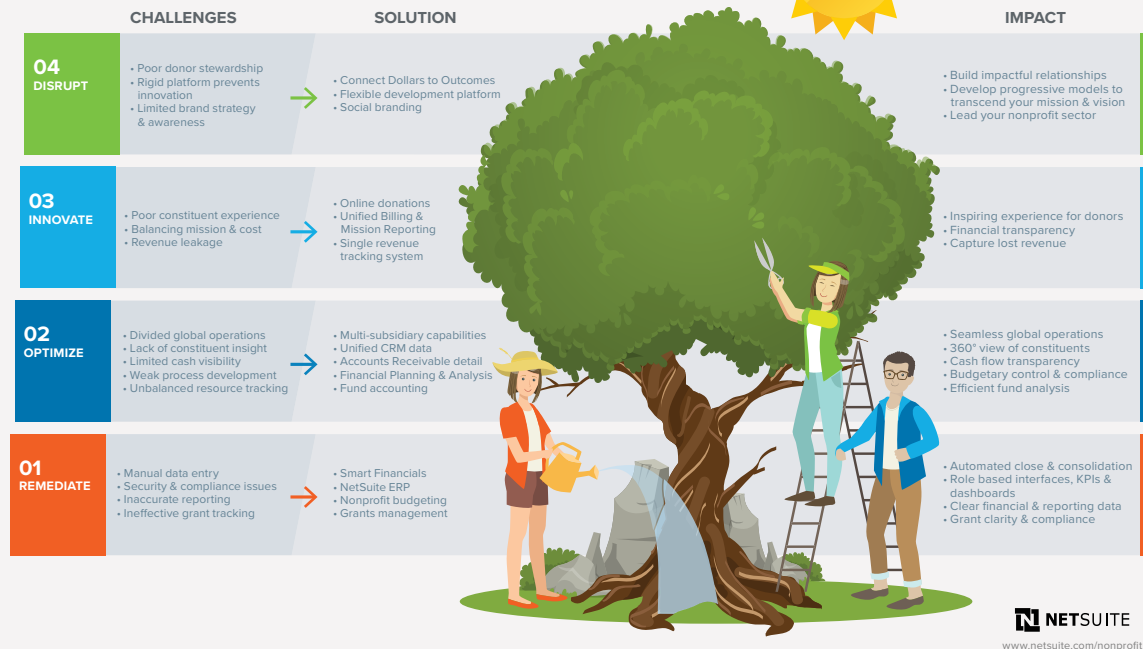 CHALLENGES
SOLUTION
IMPACT
04
DISRUPT
• Poor donor stewardship
• Rigid platform prevents
innovation
• Limited brand strategy
& awareness
• Connect Dollars to Outcomes
• Flexible development platform
• Social branding
• Build impactful relationships
• Develop progressive models to
transcend your mission & vision
• Lead your nonprofit sector
03
INNOVATE
• Poor constituent experience
• Balancing mission & cost
• Revenue leakage
• Online donations
• Unified Billing &
Mission Reporting
• Single revenue
tracking system
• Inspiring experience for donors
• Financial transparency
• Capture lost revenue
02
OPTIMIZE
• Divided global operations
• Lack of constituent insight
• Limited cash visibility
• Weak process development
• Unbalanced resource tracking
• Multi-subsidiary capabilities
• Unified CRM data
• Accounts Receivable detail
• Financial Planning & Analysis
• Fund accounting
• Seamless global operations
• 360° view of constituents
• Cash flow transparency
• Budgetary control & compliance
• Efficient fund analysis
01
REMEDIATE
• Manual data entry
• Security & compliance issues
• Inaccurate reporting
• Ineffective grant tracking
• Smart Financials
• NetSuite ERP
• Nonprofit budgeting
• Grants management
• Automated close & consolidation
• Role based interfaces, KPIs &
dashboards
• Clear financial & reporting data
• Grant clarity & compliance
N NETSUITE
www.netsuite.com/nonprofit